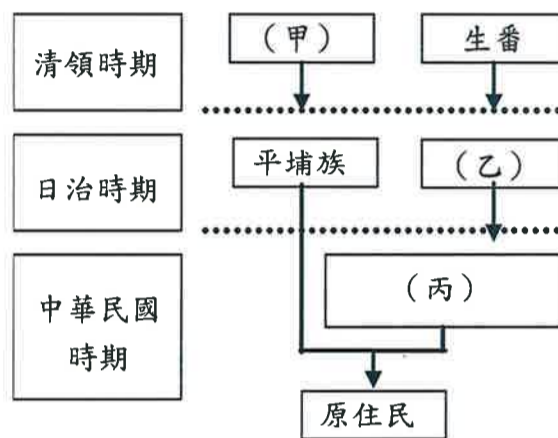 清領時期
（甲）
生番
日治時期
平埔族
（乙）
中華民國
時期
（丙）
原住民